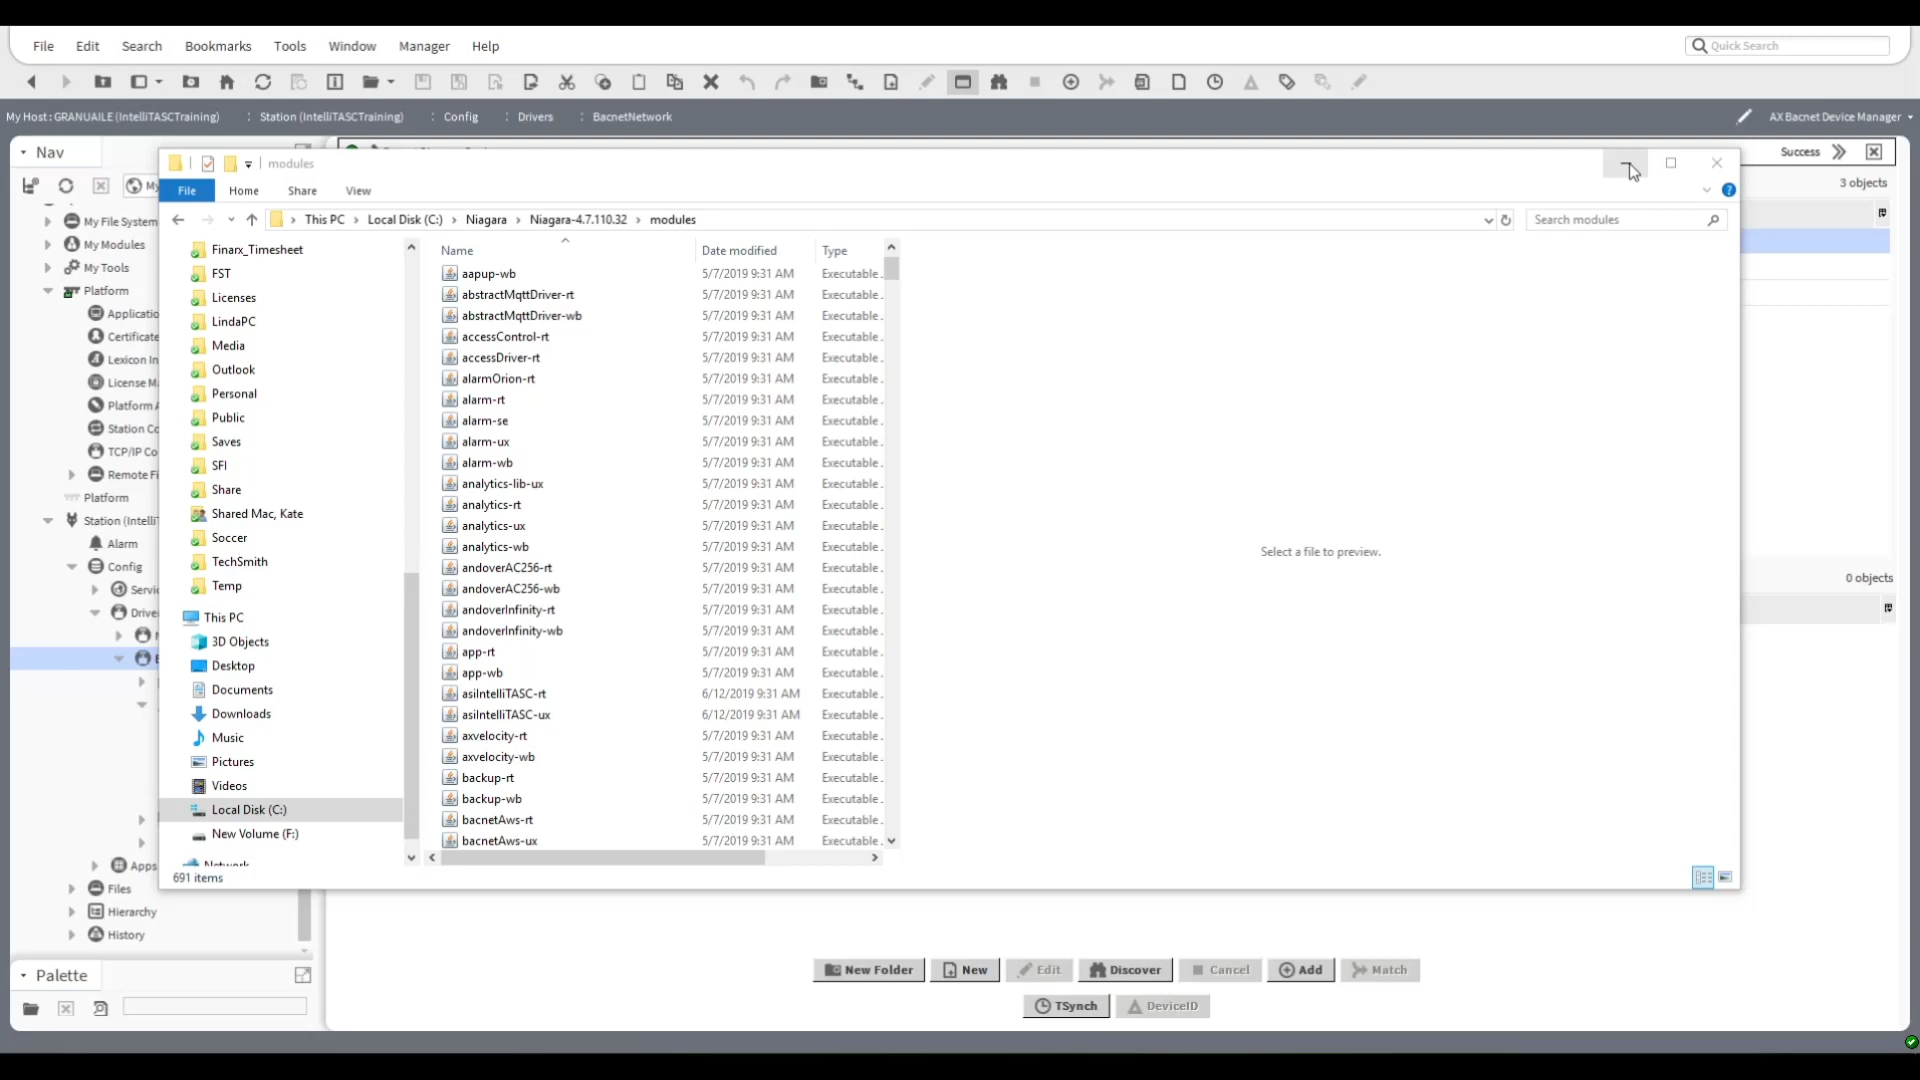 File Edit Search Bookmarks Tools Window Manager Help
Quick Search
My Host : GRANUAILE (IntelliTASCTraining) : Station (IntelliTASCTraining) : Config : Drivers : BacnetNetwork
AX Bacnet Device Manager
Nav
Success
3 objects
My
My File System
My Modules
My Tools
Platform
Lexicon In
License M
Platform A
Station Co
TCP/IP Co
Remote Fi
Platform
Station (Intelli
Alarm
Config
Apps
Files
Hierarchy
History
modules
File Home Share View
This PC > Local Disk (C:) > Niagara > Niagara-4.7.110.32 > modules
Search modules
Finarx_Timesheet
FST
Licenses
LindaPC
Media
Outlook
Personal
Public
Saves
SFI
Share
Shared Mac, Kate
Soccer
TechSmith
Temp
This PC
3D Objects
Desktop
Documents
Downloads
Music
Pictures
Videos
Local Disk (C:)
New Volume (F:)
Network
691 items
Name Date modified Type
aapup-wb 5/7/2019 9:31 AM Executable
abstractMqttDriver-rt 5/7/2019 9:31 AM Executable
abstractMqttDriver-wb 5/7/2019 9:31 AM Executable
accessControl-rt 5/7/2019 9:31 AM Executable
accessDriver-rt 5/7/2019 9:31 AM Executable
alarmOrion-rt 5/7/2019 9:31 AM Executable
alarm-rt 5/7/2019 9:31 AM Executable
alarm-se 5/7/2019 9:31 AM Executable
alarm-ux 5/7/2019 9:31 AM Executable
alarm-wb 5/7/2019 9:31 AM Executable
analytics-lib-ux 5/7/2019 9:31 AM Executable
analytics-rt 5/7/2019 9:31 AM Executable
analytics-ux 5/7/2019 9:31 AM Executable
analytics-wb 5/7/2019 9:31 AM Executable
andoverAC256-rt 5/7/2019 9:31 AM Executable
andoverAC256-wb 5/7/2019 9:31 AM Executable
andoverInfinity-rt 5/7/2019 9:31 AM Executable
andoverInfinity-wb 5/7/2019 9:31 AM Executable
app-rt 5/7/2019 9:31 AM Executable
app-wb 5/7/2019 9:31 AM Executable
asiIntelliTASC-rt 6/12/2019 9:31 AM Executable
asiIntelliTASC-ux 6/12/2019 9:31 AM Executable
axvelocity-rt 5/7/2019 9:31 AM Executable
axvelocity-wb 5/7/2019 9:31 AM Executable
backup-rt 5/7/2019 9:31 AM Executable
backup-wb 5/7/2019 9:31 AM Executable
bacnetAws-rt 5/7/2019 9:31 AM Executable
bacnetAws-ux 5/7/2019 9:31 AM Executable
Select a file to preview.
0 objects
Palette
New Folder New Edit Discover Cancel Add Match
TSynch DeviceID